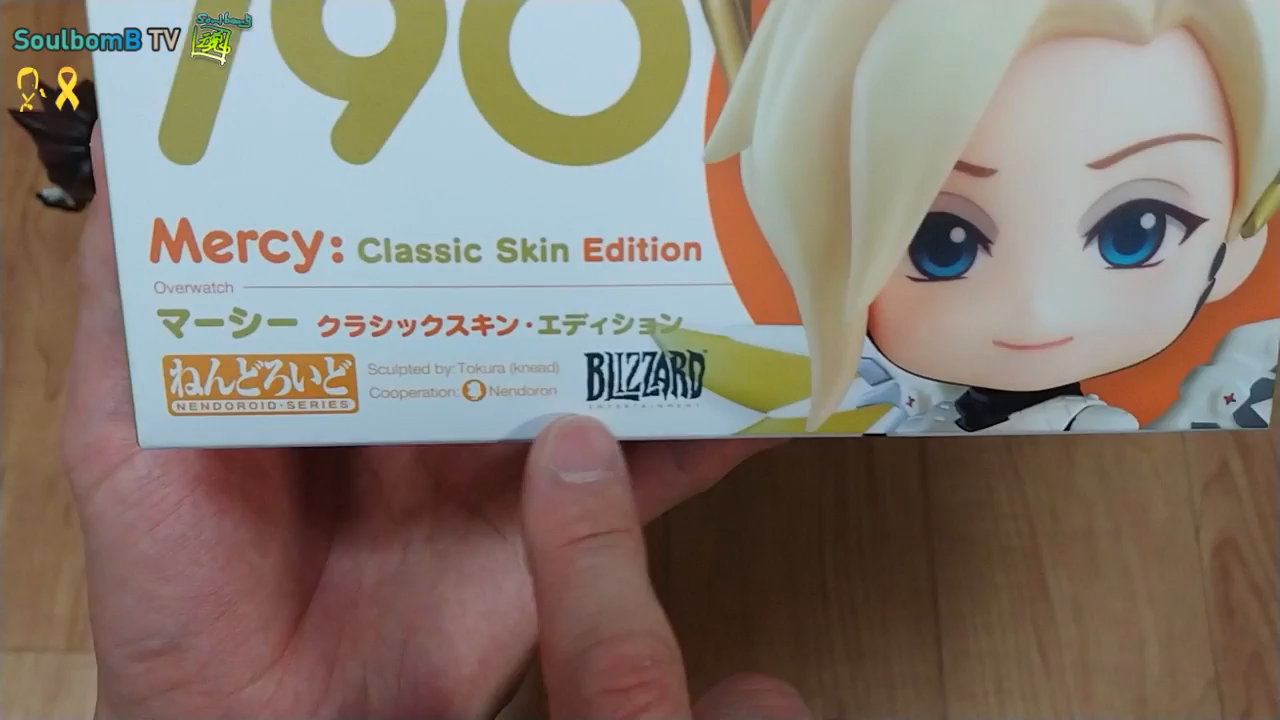 SoulbomB TV
790
Mercy: Classic Skin Edition
Overwatch
マーシー クラシックスキン・エディション
ねんどろいど
NENDOROID・SERIES
Sculpted by: Tokura (knead)
Cooperation: Nendoron
BLIZZARD
ENTERTAINMENT